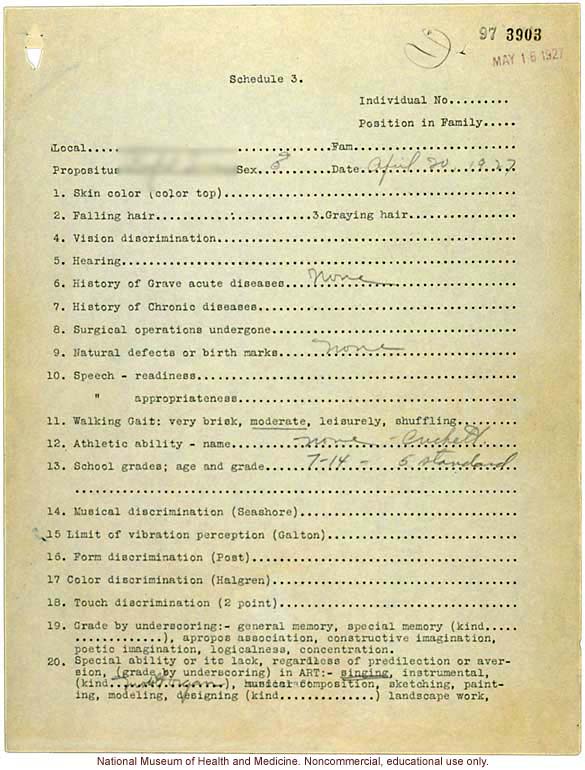 97 3903
MAY 16 1927
Schedule 3.
Individual No.........
Position in Family.....
Local..... ................Fam..........................
Propositus Sex..♂.......Date. April 20, 1927
1. Skin color (color top)..........................................
2. Falling hair........................3.Graying hair................
4. Vision discrimination...........................................
5. Hearing.........................................................
6. History of Grave acute diseases....None.........................
7. History of Chronic diseases.....................................
8. Surgical operations undergone...................................
9. Natural defects or birth marks.....None.........................
10. Speech - readiness.............................................
" appropriateness........................................
11. Walking Gait: very brisk, moderate, leisurely, shuffling.........
12. Athletic ability - name.........none - Crickett
13. School grades; age and grade.....7-14 - 5 standard
.................................................................
14. Musical discrimination (Seashore)..............................
15 Limit of vibration perception (Galton)..........................
16. Form discrimination (Post).....................................
17 Color discrimination (Halgren)..................................
18. Touch discrimination (2 point).................................
19. Grade by underscoring:- general memory, special memory (kind.....
..............), apropos association, constructive imagination,
poetic imagination, logicalness, concentration.
20. Special ability or its lack, regardless of predilection or aver-
sion, (grade by underscoring) in ART:- singing, instrumental,
(kind. organ..), musical composition, sketching, paint-
ing, modeling, designing (kind..............) landscape work,
National Museum of Health and Medicine. Noncommercial, educational use only.